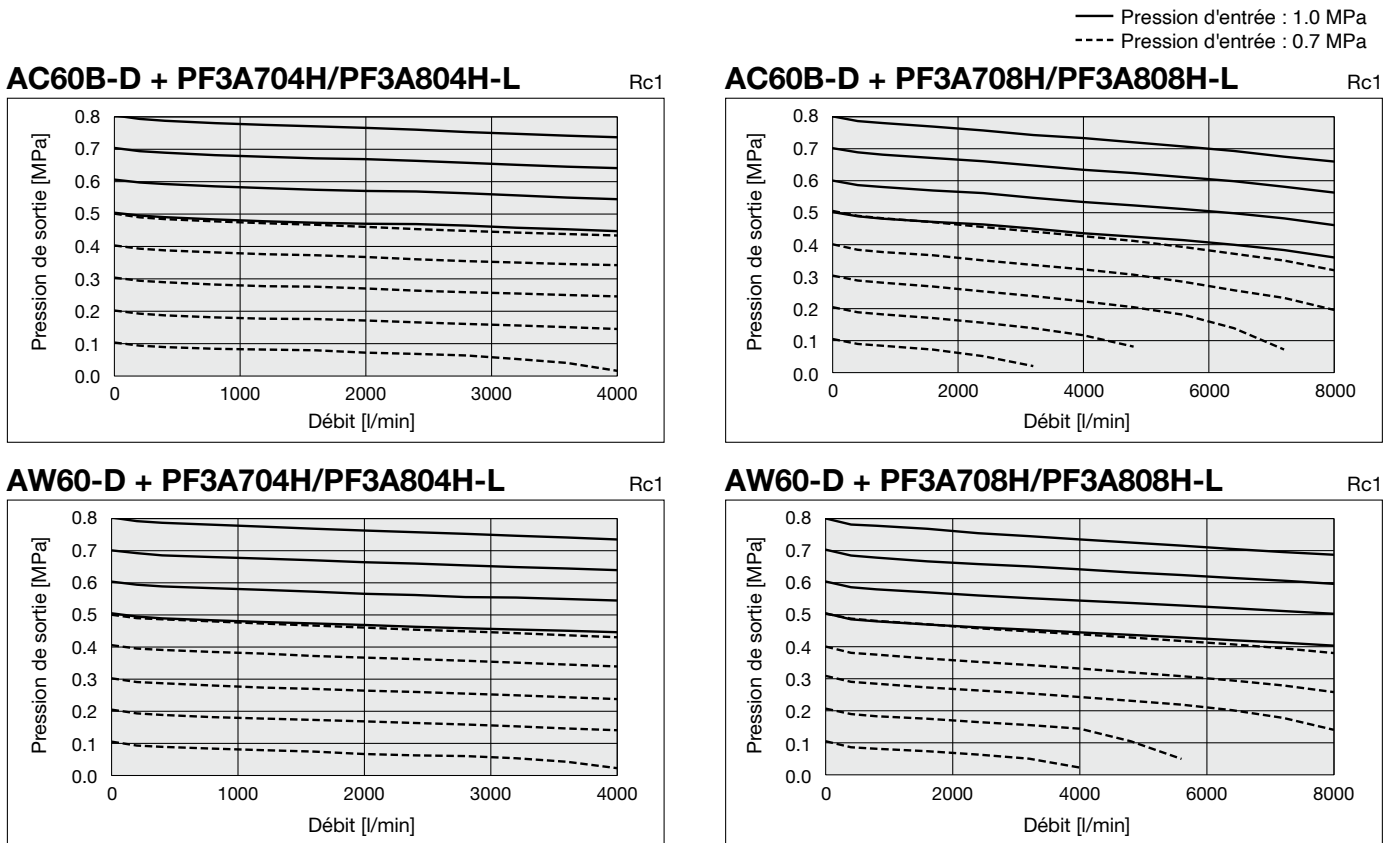 Pression d'entrée : 1.0 MPa
Pression d'entrée : 0.7 MPa
AC60B-D + PF3A704H/PF3A804H-L
Rc1
Pression de sortie [MPa]
0.8
0.7
0.6
0.5
0.4
0.3
0.2
0.1
0.0
0 1000 2000 3000 4000
Débit [l/min]
AC60B-D + PF3A708H/PF3A808H-L
Rc1
Pression de sortie [MPa]
0.8
0.7
0.6
0.5
0.4
0.3
0.2
0.1
0.0
0 2000 4000 6000 8000
Débit [l/min]
AW60-D + PF3A704H/PF3A804H-L
Rc1
Pression de sortie [MPa]
0.8
0.7
0.6
0.5
0.4
0.3
0.2
0.1
0.0
0 1000 2000 3000 4000
Débit [l/min]
AW60-D + PF3A708H/PF3A808H-L
Rc1
Pression de sortie [MPa]
0.8
0.7
0.6
0.5
0.4
0.3
0.2
0.1
0.0
0 2000 4000 6000 8000
Débit [l/min]